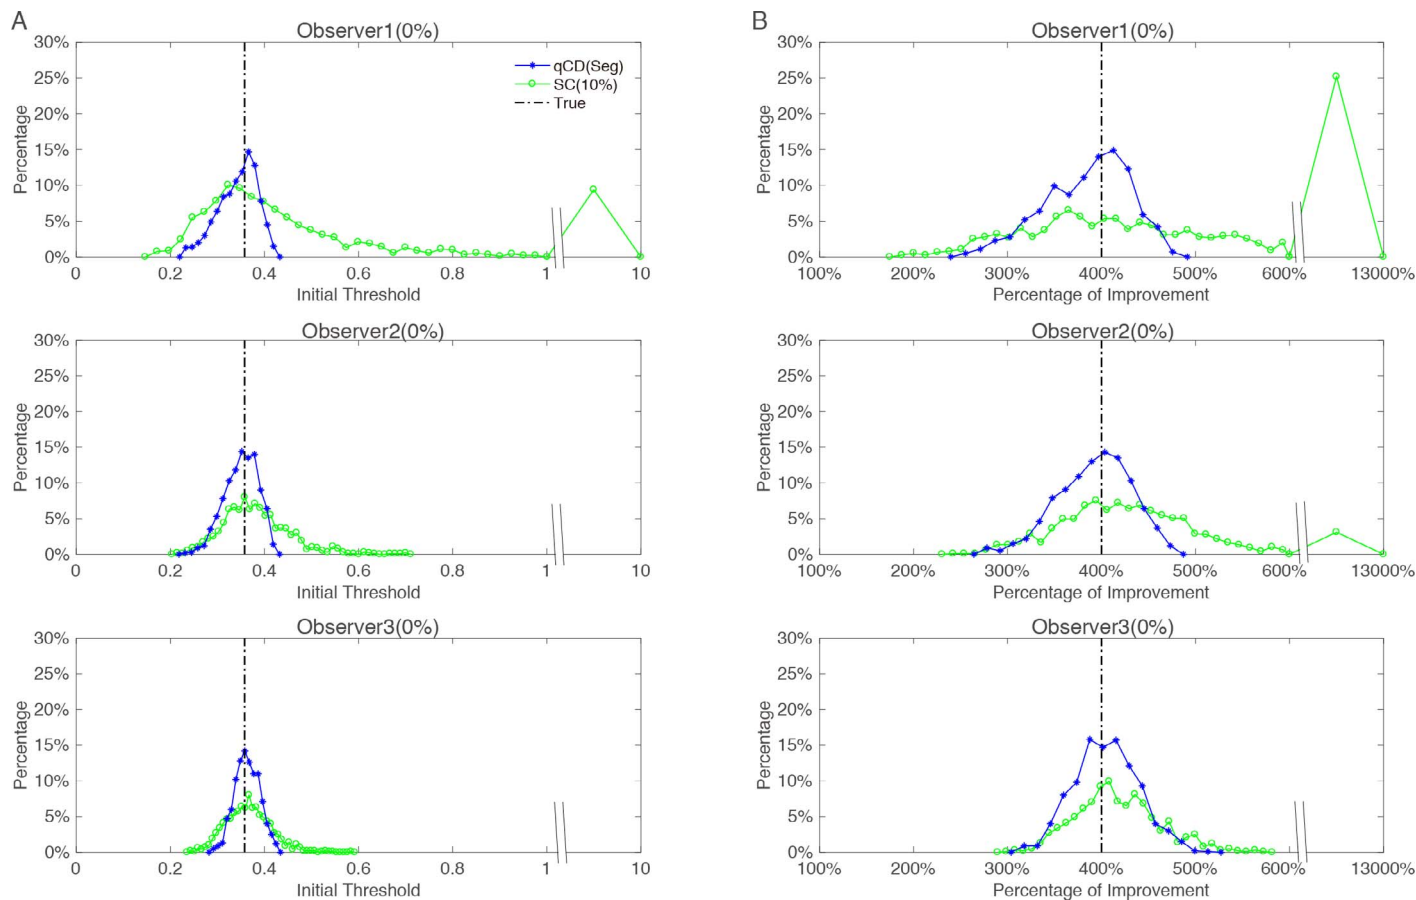 A
Observer1(0%)
30%
25%
20%
15%
10%
5%
0%
Percentage
qCD(Seg)
SC(10%)
True
0 0.2 0.4 0.6 0.8 1 10
Initial Threshold
B
Observer1(0%)
30%
25%
20%
15%
10%
5%
0%
Percentage
100% 200% 300% 400% 500% 600% 13000%
Percentage of Improvement
Observer2(0%)
30%
25%
20%
15%
10%
5%
0%
Percentage
0 0.2 0.4 0.6 0.8 1 10
Initial Threshold
Observer2(0%)
30%
25%
20%
15%
10%
5%
0%
Percentage
100% 200% 300% 400% 500% 600% 13000%
Percentage of Improvement
Observer3(0%)
30%
25%
20%
15%
10%
5%
0%
Percentage
0 0.2 0.4 0.6 0.8 1 10
Initial Threshold
Observer3(0%)
30%
25%
20%
15%
10%
5%
0%
Percentage
100% 200% 300% 400% 500% 600% 13000%
Percentage of Improvement